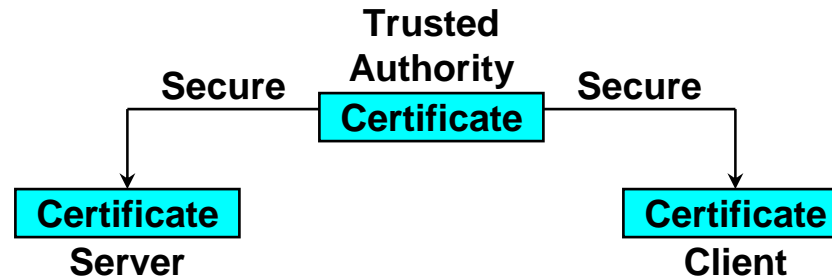 Trusted
Authority
Secure
Secure
Certificate
Certificate
Certificate
Server
Client